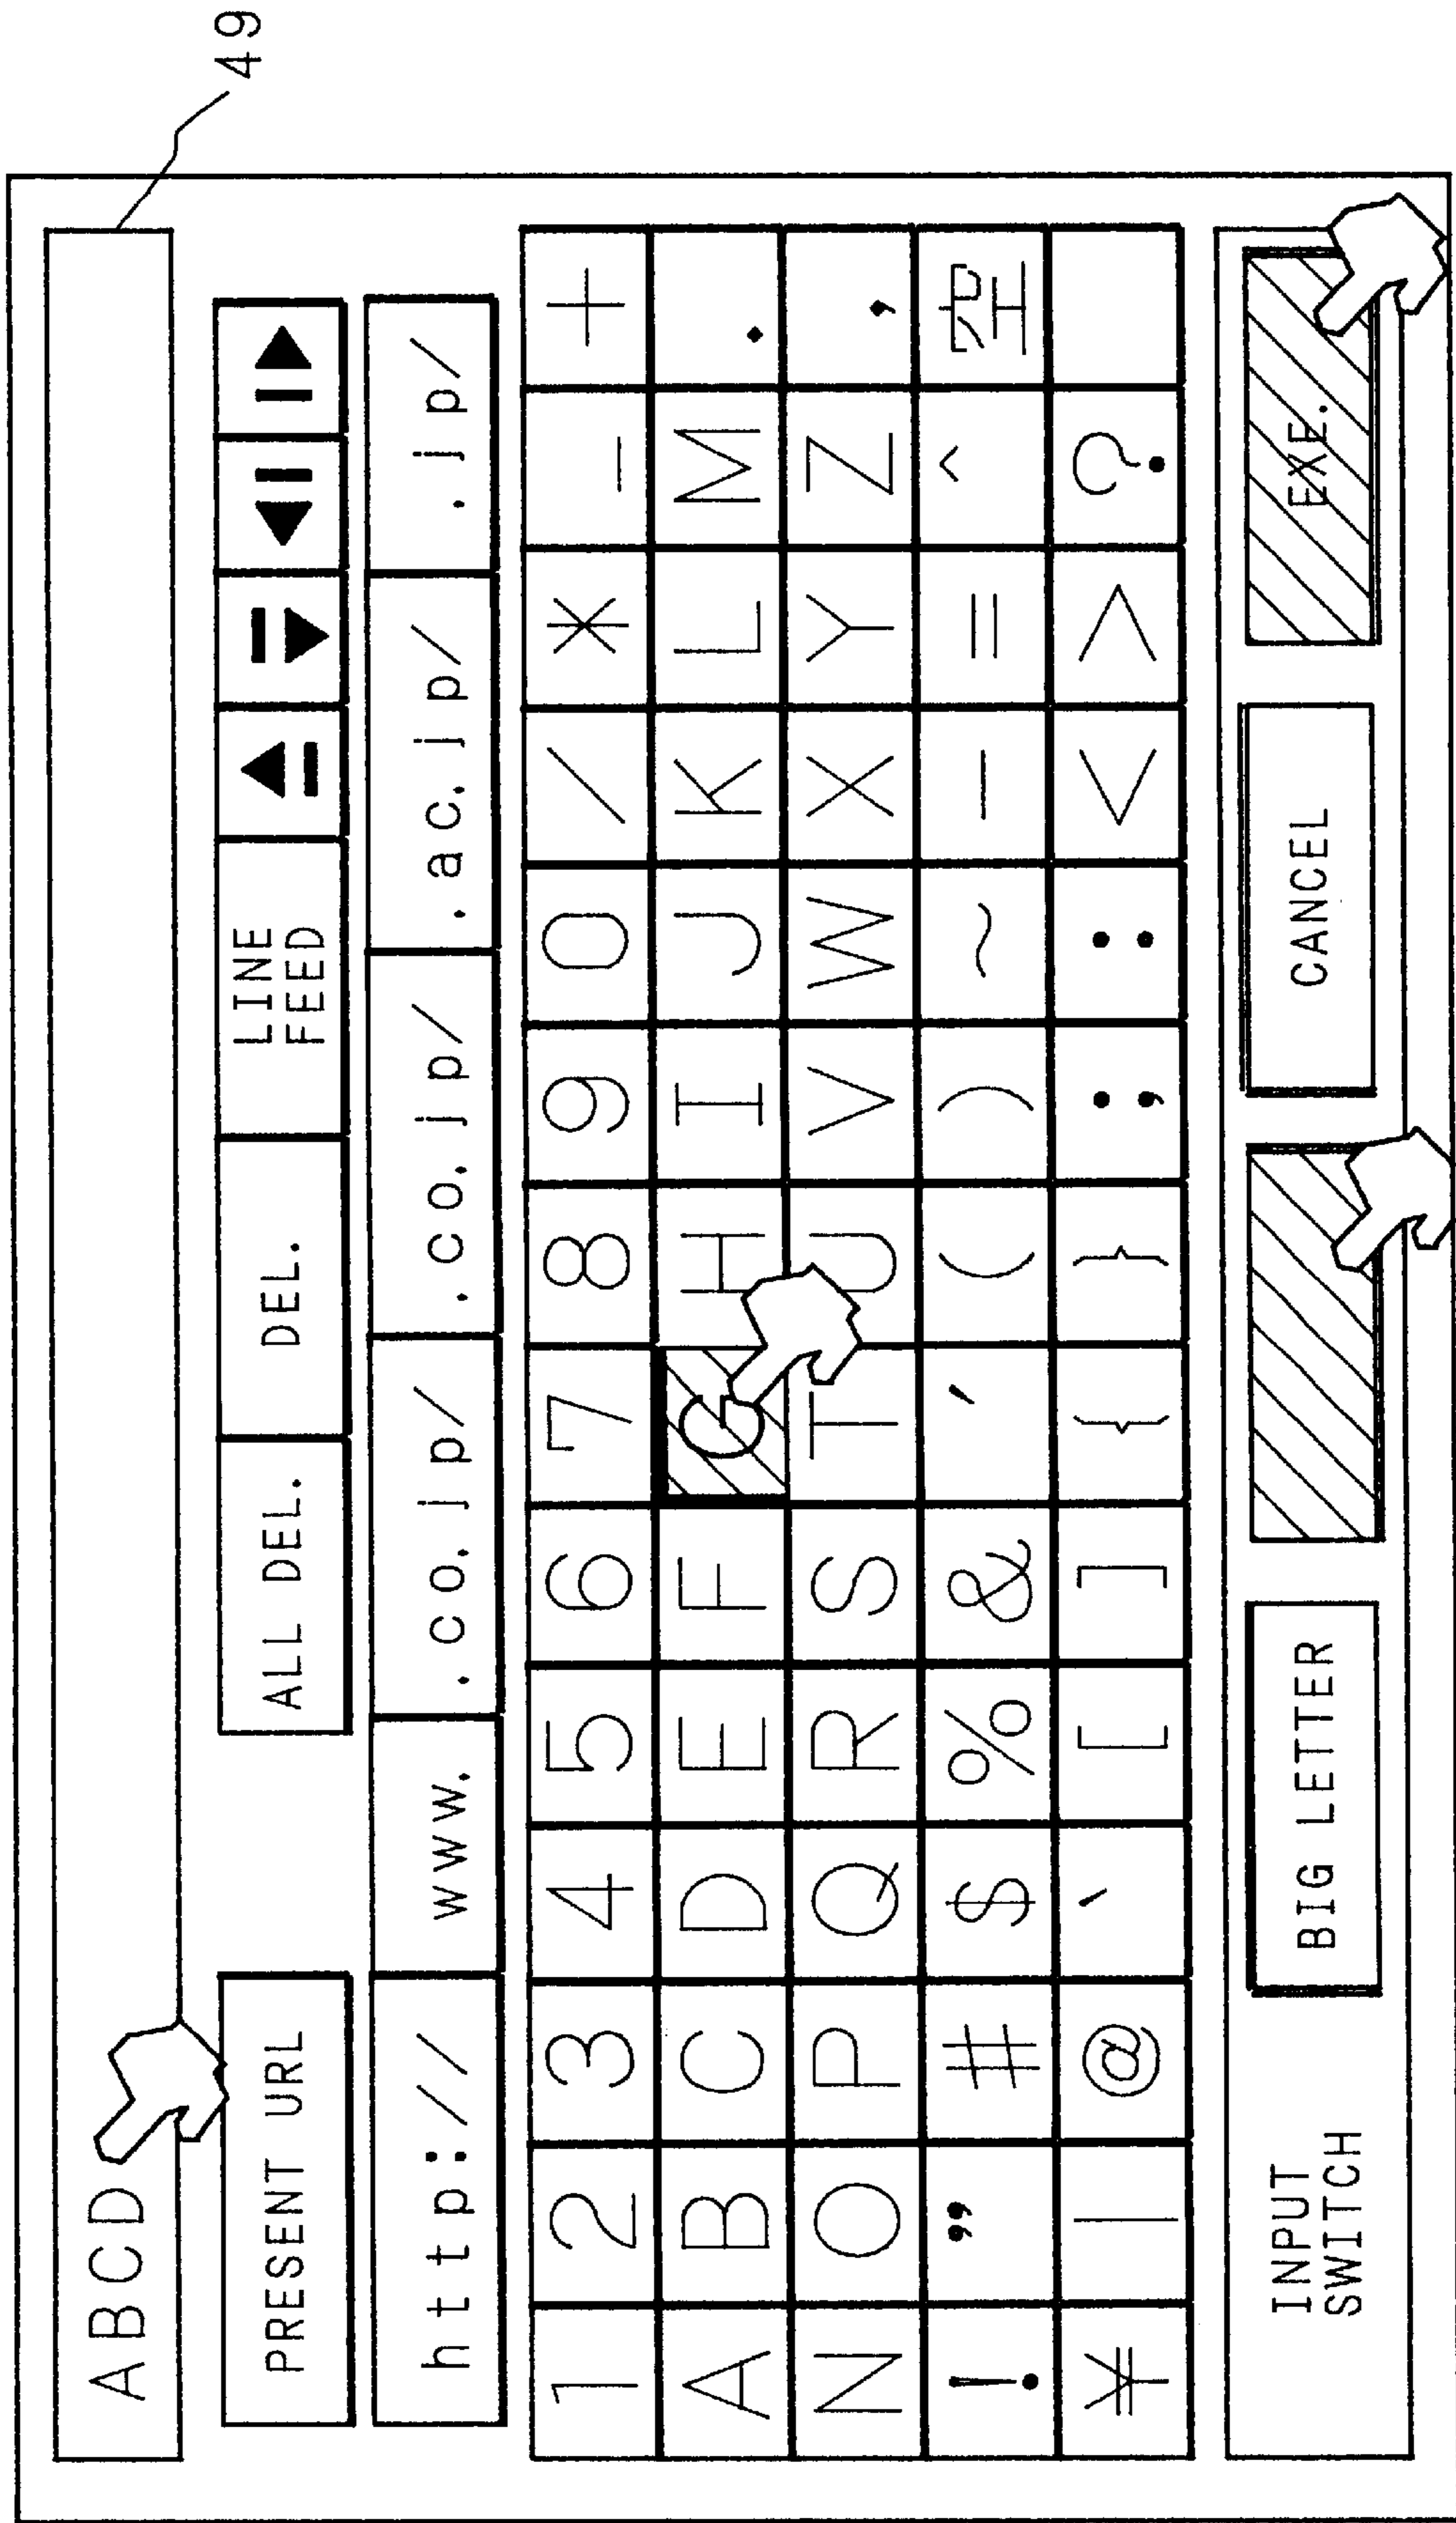 49
ABCD
PRESENT URL ALL DEL. DEL. LINE FEED
http:// www. .co.jp/ .co.jp/ .ac.jp/ .jp/
1 2 3 4 5 6 7 8 9 0 / * - +
A B C D E F G H I J K L M .
N O P Q R S T U V W X Y Z ,
! " # $ % & ' ( ) ~ - = ^ 空
¥ | @ ` [ ] { } ; : < > ?
INPUT SWITCH BIG LETTER CANCEL EXE.